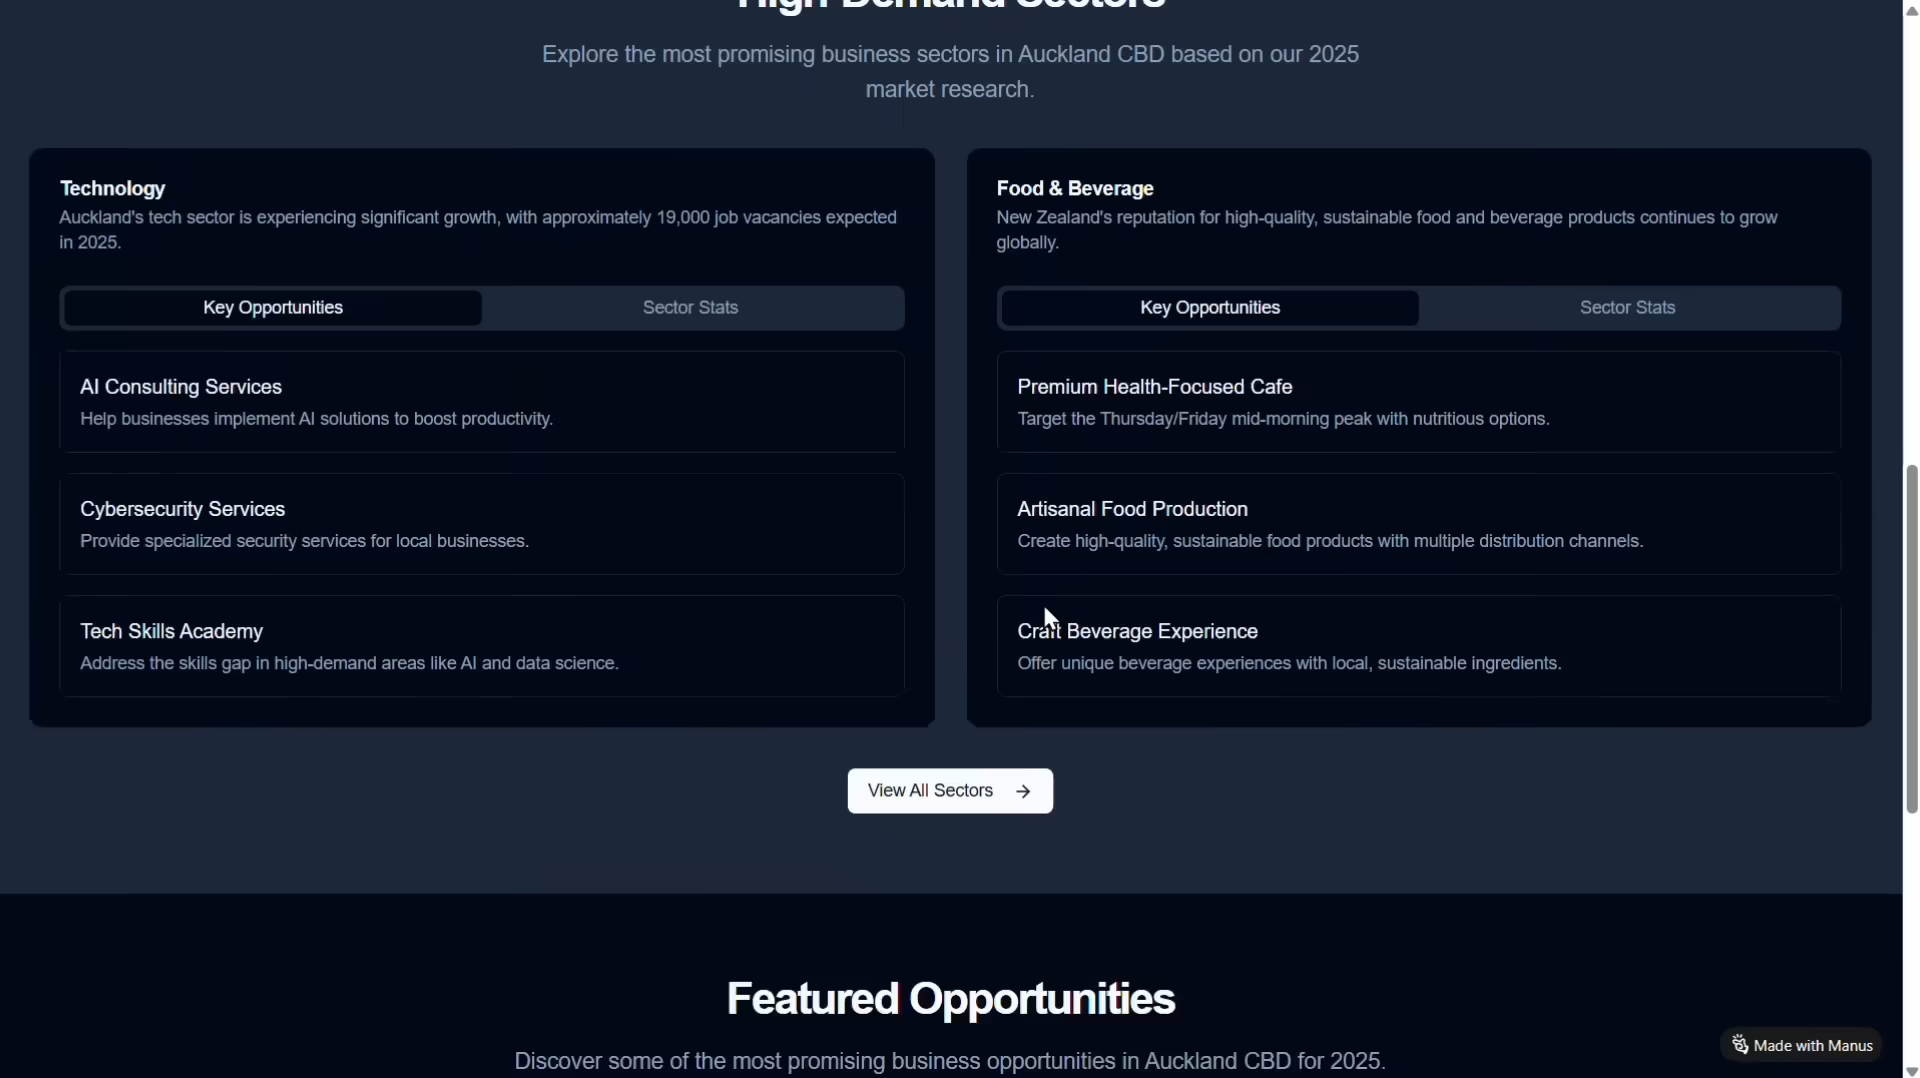 High Demand Sectors
Explore the most promising business sectors in Auckland CBD based on our 2025
market research.
Technology
Auckland's tech sector is experiencing significant growth, with approximately 19,000 job vacancies expected
in 2025.
Key Opportunities
Sector Stats
AI Consulting Services
Help businesses implement AI solutions to boost productivity.
Cybersecurity Services
Provide specialized security services for local businesses.
Tech Skills Academy
Address the skills gap in high-demand areas like AI and data science.
Food & Beverage
New Zealand's reputation for high-quality, sustainable food and beverage products continues to grow
globally.
Key Opportunities
Sector Stats
Premium Health-Focused Cafe
Target the Thursday/Friday mid-morning peak with nutritious options.
Artisanal Food Production
Create high-quality, sustainable food products with multiple distribution channels.
Craft Beverage Experience
Offer unique beverage experiences with local, sustainable ingredients.
View All Sectors
Featured Opportunities
Discover some of the most promising business opportunities in Auckland CBD for 2025.
Made with Manus